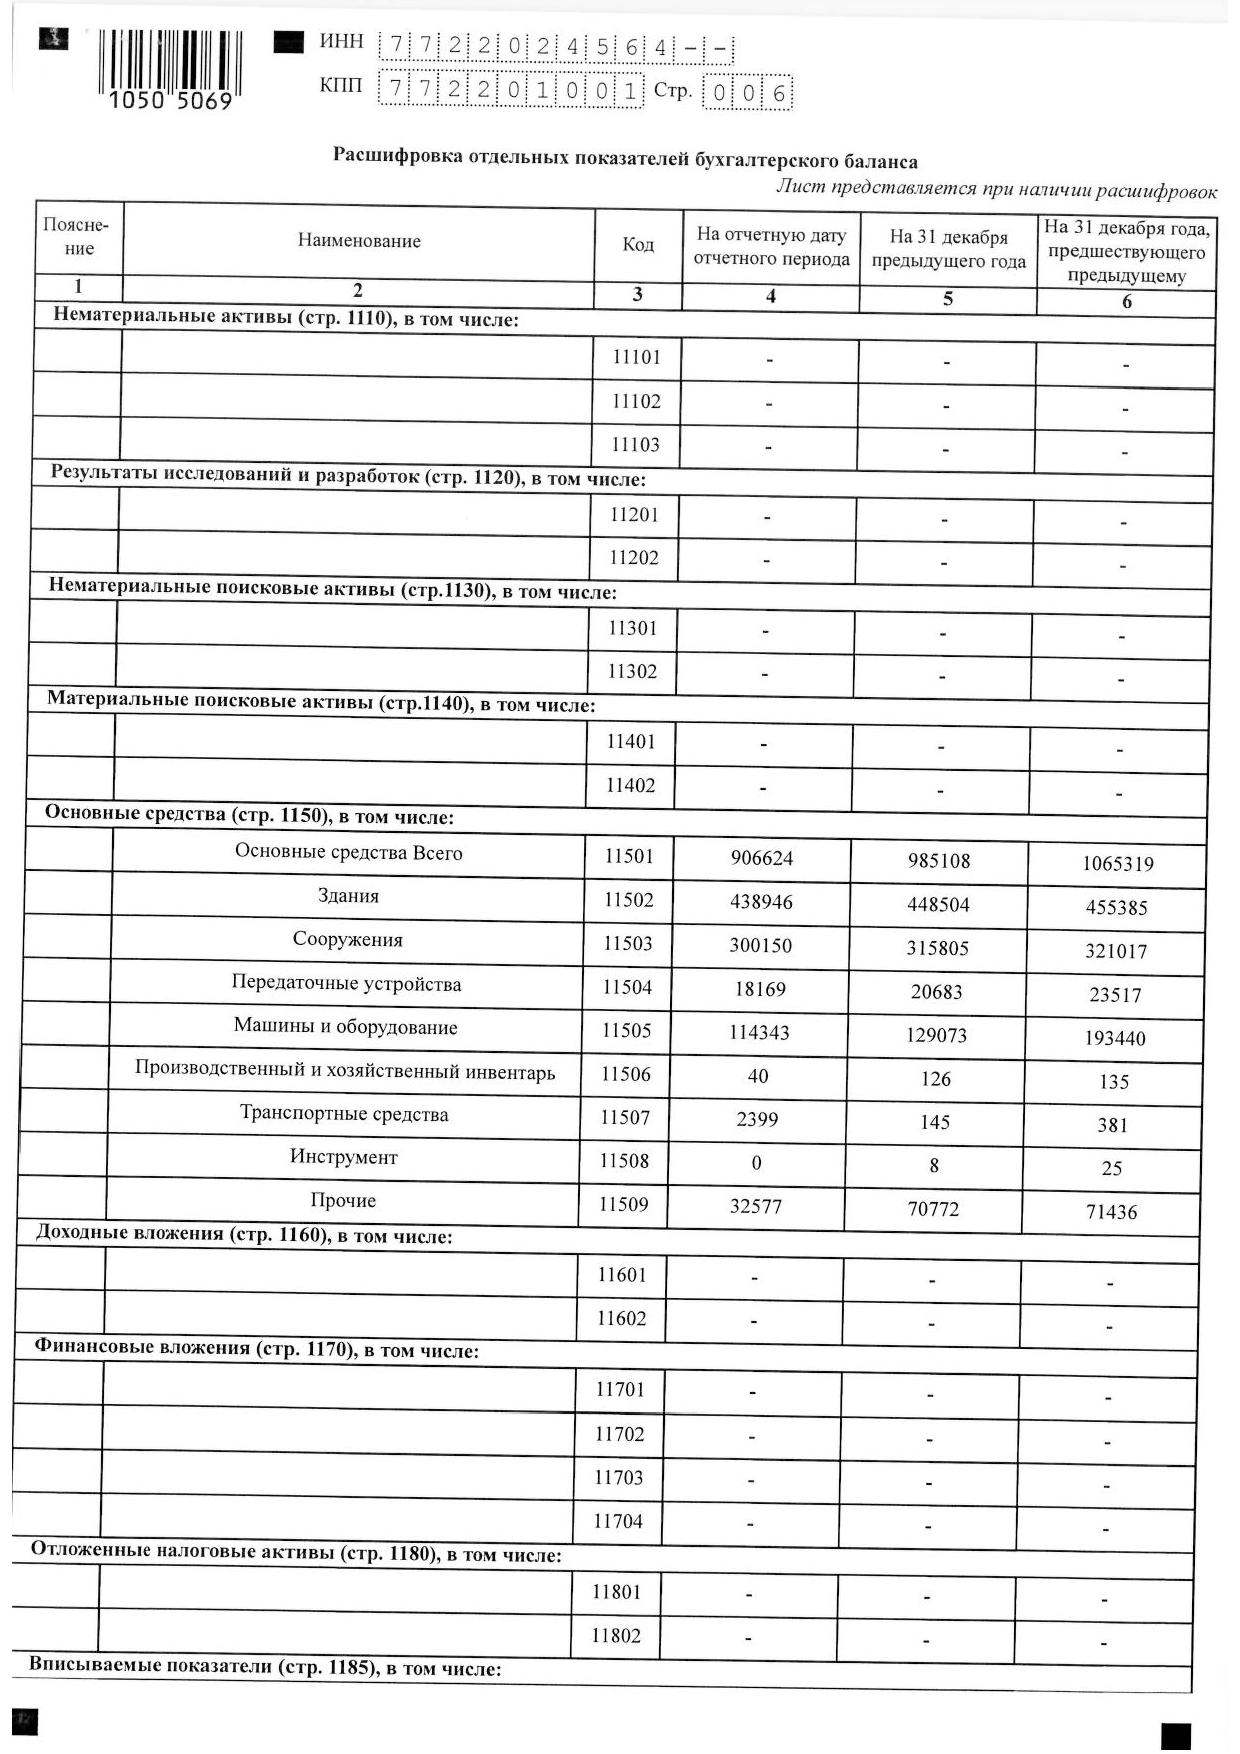 ИНН 7722024564--
1050 5069
КПП 772201001 Стр. 006
Расшифровка отдельных показателей бухгалтерского баланса
Лист представляется при наличии расшифровок
Поясне-ние Наименование Код На отчетную дату отчетного периода На 31 декабря предыдущего года На 31 декабря года, предшествующего предыдущему
1 2 3 4 5 6
Нематериальные активы (стр. 1110), в том числе:
11101 - - -
11102 - - -
11103 - - -
Результаты исследований и разработок (стр. 1120), в том числе:
11201 - - -
11202 - - -
Нематериальные поисковые активы (стр.1130), в том числе:
11301 - - -
11302 - - -
Материальные поисковые активы (стр.1140), в том числе:
11401 - - -
11402 - - -
Основные средства (стр. 1150), в том числе:
Основные средства Всего 11501 906624 985108 1065319
Здания 11502 438946 448504 455385
Сооружения 11503 300150 315805 321017
Передаточные устройства 11504 18169 20683 23517
Машины и оборудование 11505 114343 129073 193440
Производственный и хозяйственный инвентарь 11506 40 126 135
Транспортные средства 11507 2399 145 381
Инструмент 11508 0 8 25
Прочие 11509 32577 70772 71436
Доходные вложения (стр. 1160), в том числе:
11601 - - -
11602 - - -
Финансовые вложения (стр. 1170), в том числе:
11701 - - -
11702 - - -
11703 - - -
11704 - - -
Отложенные налоговые активы (стр. 1180), в том числе:
11801 - - -
11802 - - -
Вписываемые показатели (стр. 1185), в том числе: